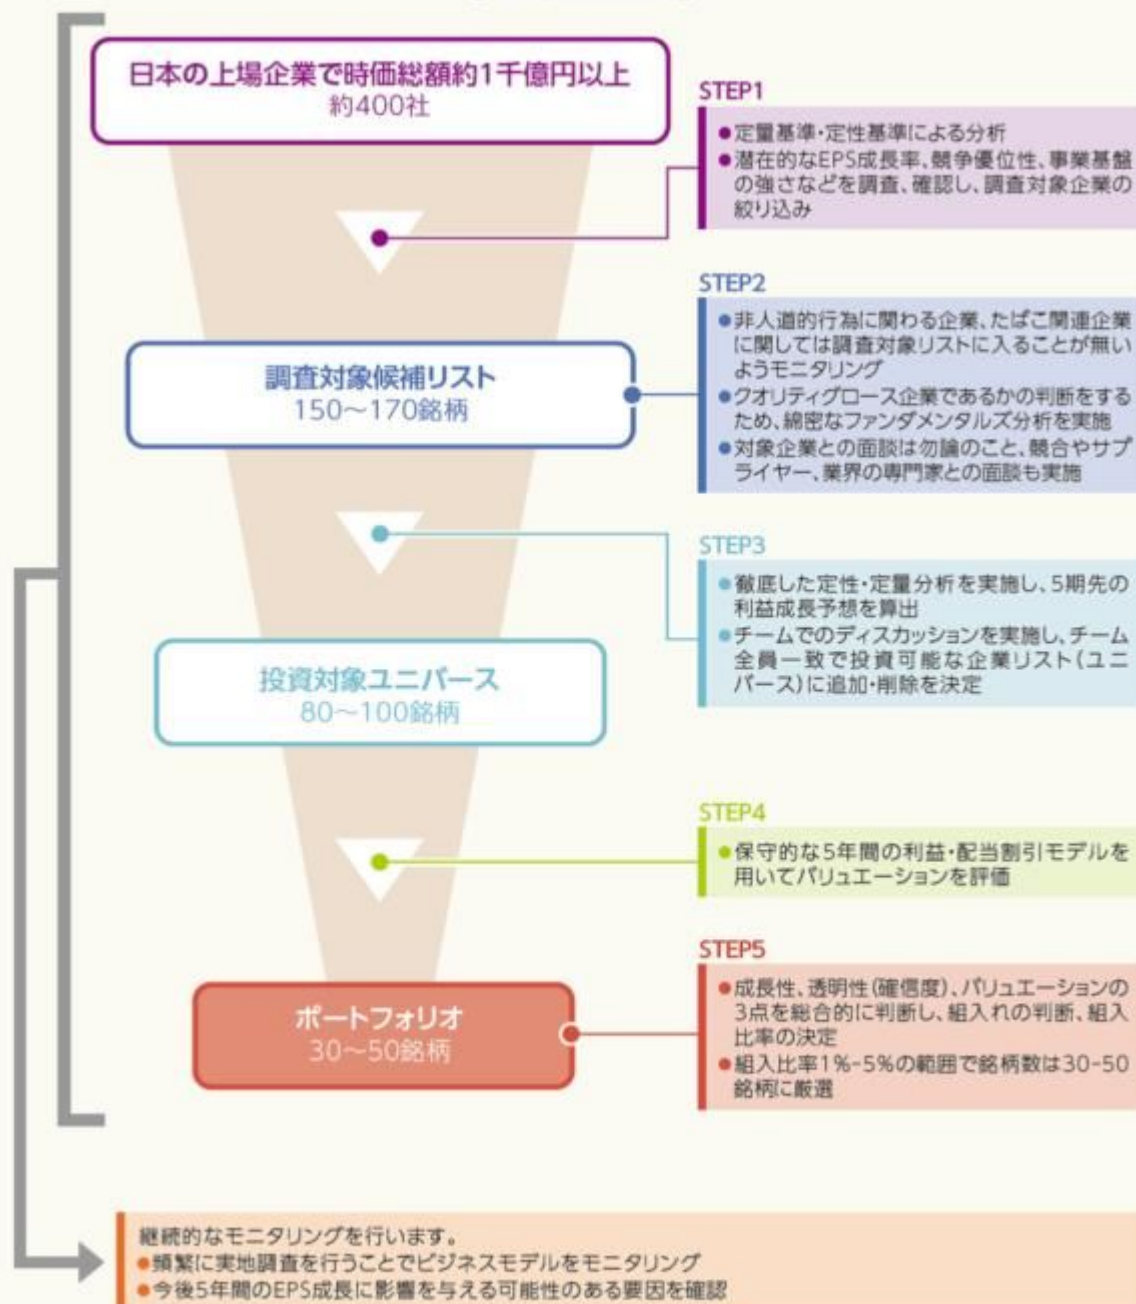 日本の上場企業で時価総額約1千億円以上
約400社
STEP1
●定量基準・定性基準による分析
●潜在的なEPS成長率、競争優位性、事業基盤
の強さなどを調査、確認し、調査対象企業の
絞り込み
STEP2
●非人道的行為に関わる企業、たばこ関連企業
に関しては調査対象リストに入ることが無い
ようモニタリング
●クオリティグロース企業であるかの判断をする
ため、綿密なファンダメンタルズ分析を実施
●対象企業との面談は勿論のこと、競合やサプ
ライヤー、業界の専門家との面談も実施
調査対象候補リスト
150～170銘柄
STEP3
●徹底した定性・定量分析を実施し、5期先の
利益成長予想を算出
●チームでのディスカッションを実施し、チーム
全員一致で投資可能な企業リスト(ユニ
バース)に追加・削除を決定
投資対象ユニバース
80～100銘柄
STEP4
●保守的な5年間の利益・配当割引モデルを
用いてバリュエーションを評価
STEP5
●成長性、透明性(確信度)、バリュエーションの
3点を総合的に判断し、組入れの判断、組入
比率の決定
●組入比率1%-5%の範囲で銘柄数は30-50
銘柄に厳選
ポートフォリオ
30～50銘柄
継続的なモニタリングを行います。
●頻繁に実地調査を行うことでビジネスモデルをモニタリング
●今後5年間のEPS成長に影響を与える可能性のある要因を確認